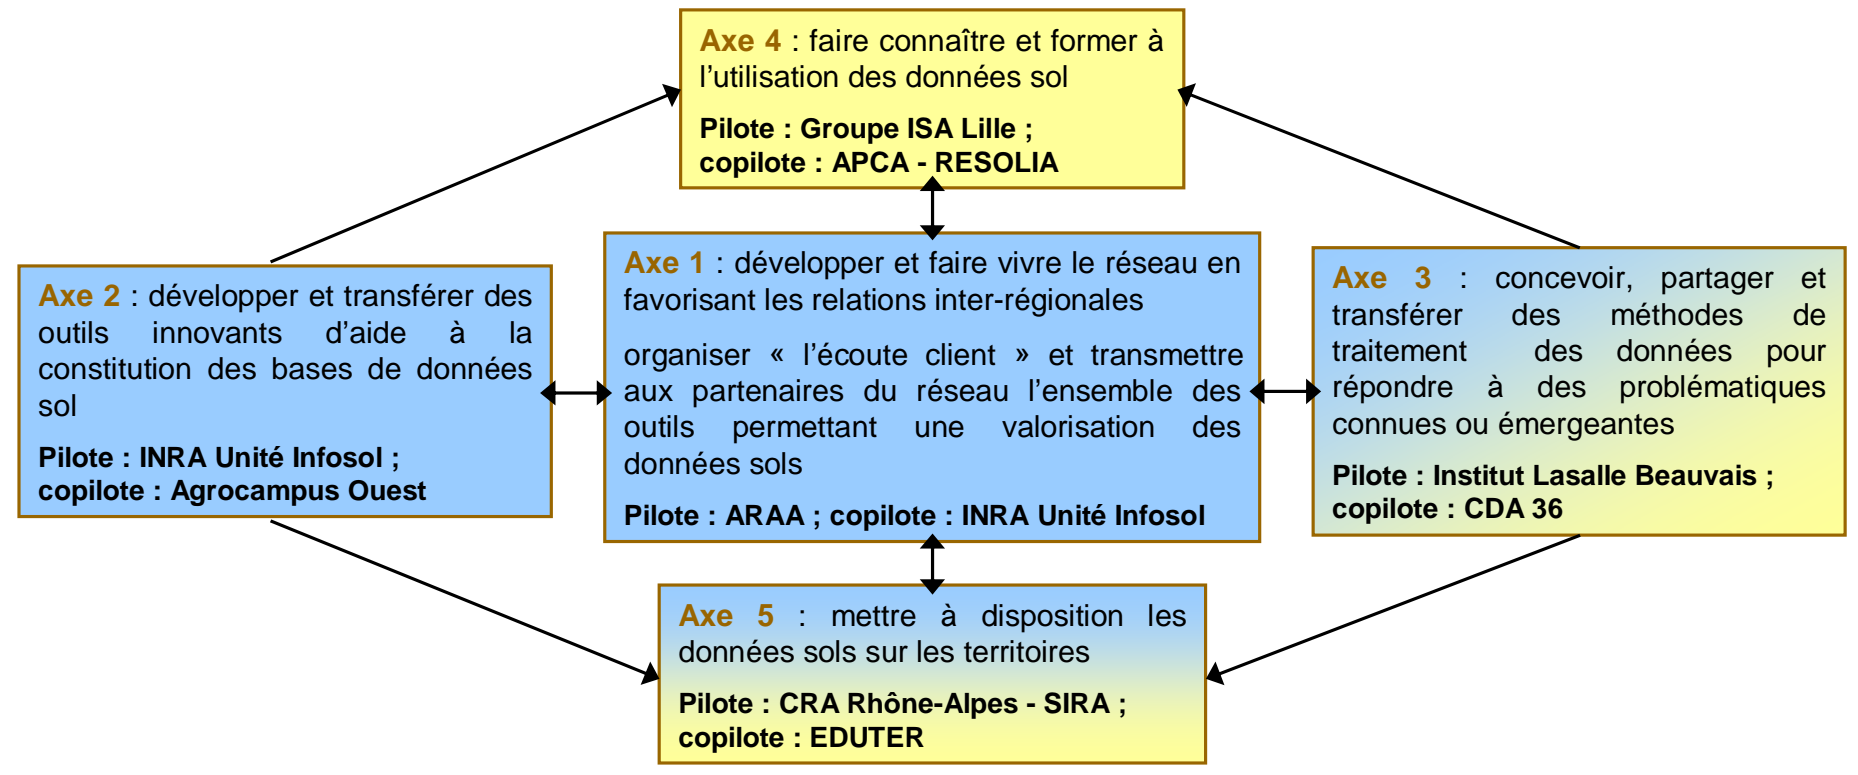 Axe 4 : faire connaître et former à
l’utilisation des données sol
Pilote : Groupe ISA Lille ;
copilote : APCA - RESOLIA
Axe 2 : développer et transférer des
outils innovants d’aide à la
constitution des bases de données
sol
Pilote : INRA Unité Infosol ;
copilote : Agrocampus Ouest
Axe 1 : développer et faire vivre le réseau en
favorisant les relations inter-régionales
organiser « l’écoute client » et transmettre
aux partenaires du réseau l’ensemble des
outils permettant une valorisation des
données sols
Pilote : ARAA ; copilote : INRA Unité Infosol
Axe 3 : concevoir, partager et
transférer des méthodes de
traitement des données pour
répondre à des problématiques
connues ou émergeantes
Pilote : Institut Lasalle Beauvais ;
copilote : CDA 36
Axe 5 : mettre à disposition les
données sols sur les territoires
Pilote : CRA Rhône-Alpes - SIRA ;
copilote : EDUTER